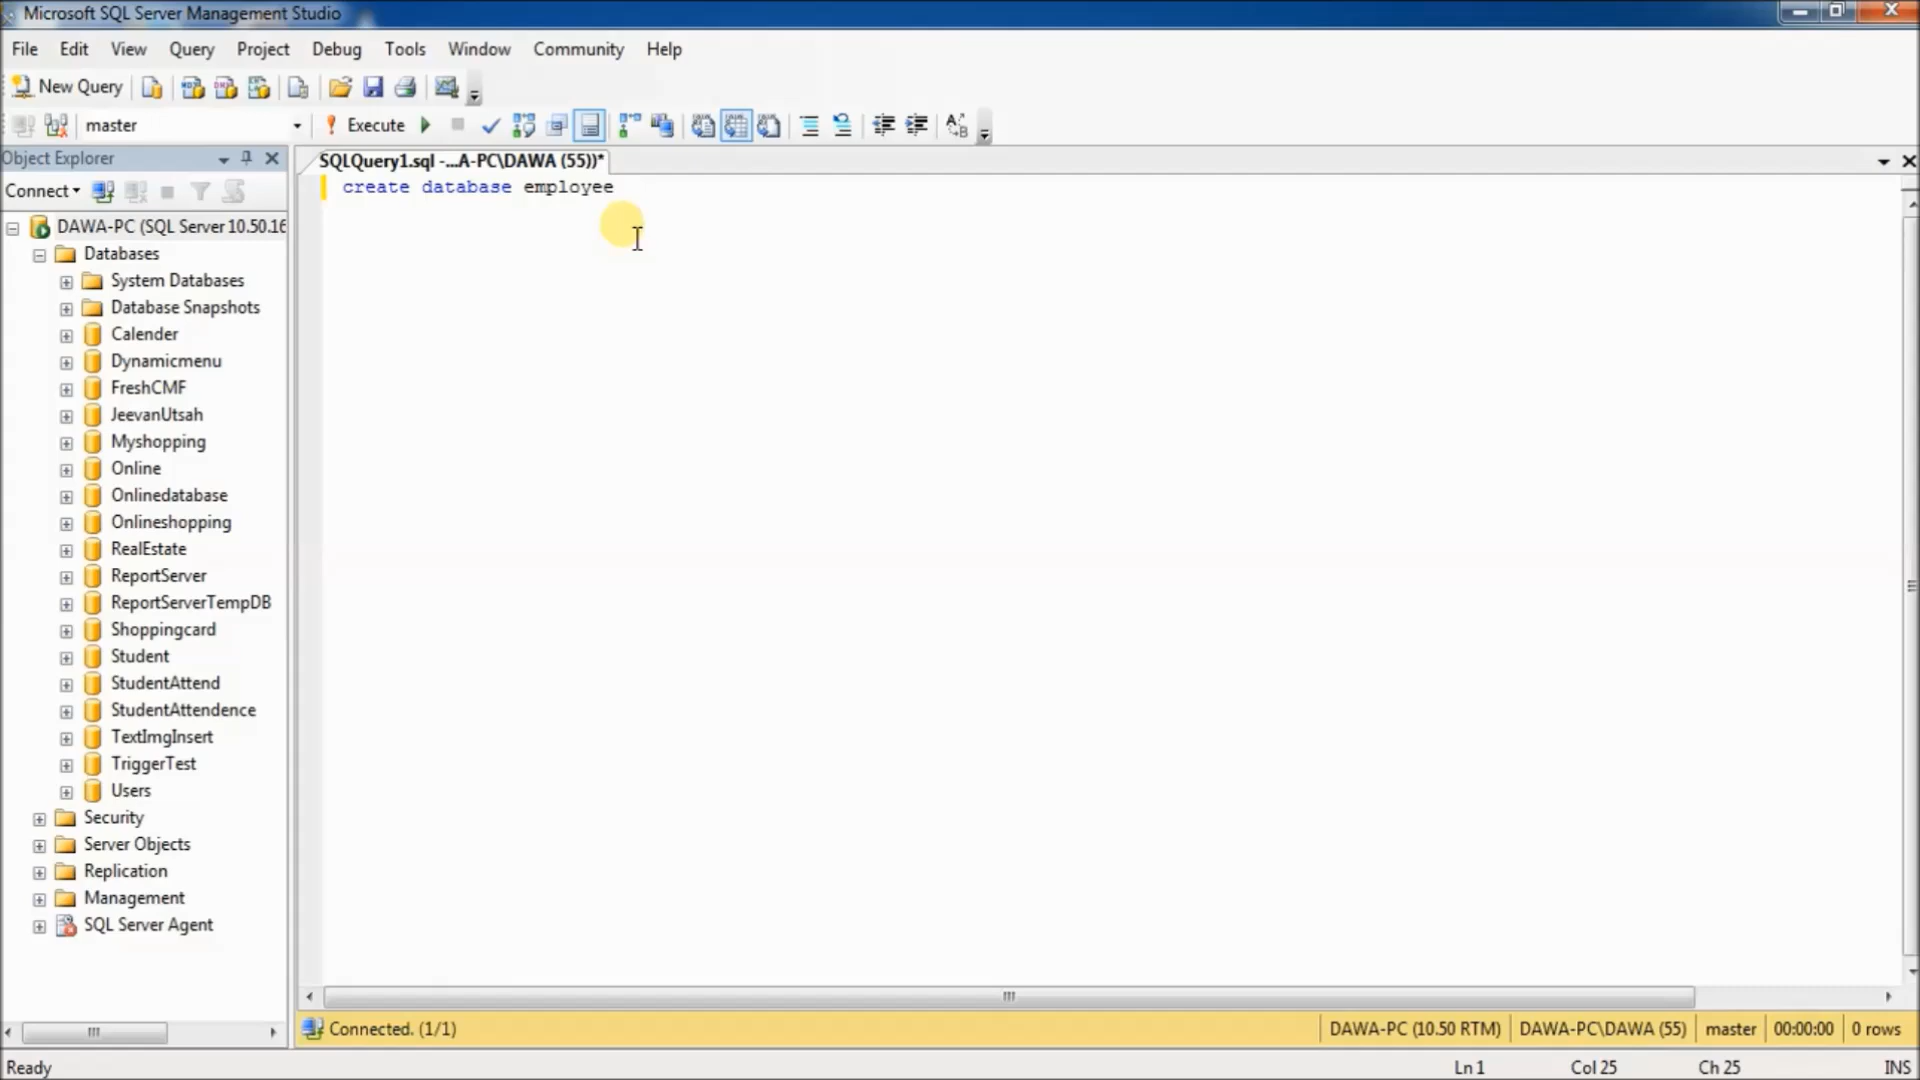 Microsoft SQL Server Management Studio
File Edit View Query Project Debug Tools Window Community Help
New Query
master Execute
Object Explorer
SQLQuery1.sql -...A-PC\DAWA (55))*
create database employee
Connect
DAWA-PC (SQL Server 10.50.16
Databases
System Databases
Database Snapshots
Calender
Dynamicmenu
FreshCMF
JeevanUtsah
Myshopping
Online
Onlinedatabase
Onlineshopping
RealEstate
ReportServer
ReportServerTempDB
Shoppingcard
Student
StudentAttend
StudentAttendence
TextImgInsert
TriggerTest
Users
Security
Server Objects
Replication
Management
SQL Server Agent
Connected. (1/1) DAWA-PC (10.50 RTM) DAWA-PC\DAWA (55) master 00:00:00 0 rows
Ready Ln 1 Col 25 Ch 25 INS